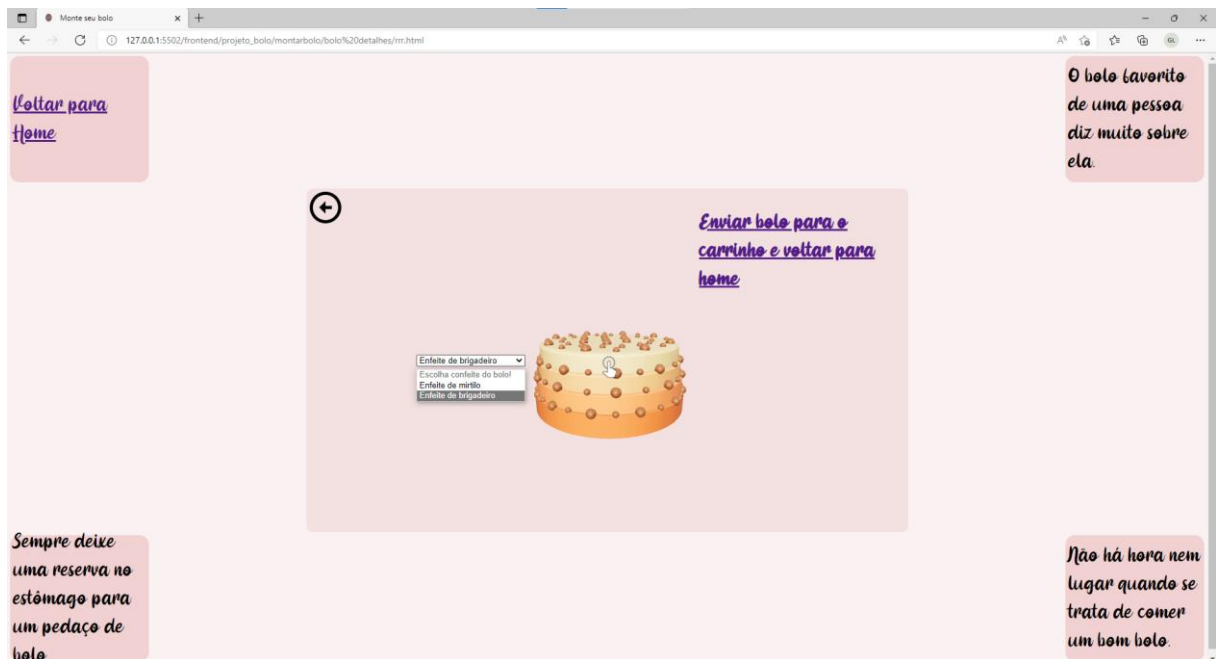 Monte seu bolo
127.0.0.1:5502/frontend/projeto_bolo/montarbolo/bolo%20detalhes/rrr.html
GL
Voltar para
Home
O bolo favorito
de uma pessoa
diz muito sobre
ela.
Enviar bolo para o
carrinho e voltar para
home
Enfeite de brigadeiro
Escolha confeite do bolo!
Enfeite de mirtilo
Enfeite de brigadeiro
Sempre deixe
uma reserva no
estômago para
um pedaço de
bolo
Não há hora nem
lugar quando se
trata de comer
um bom bolo.